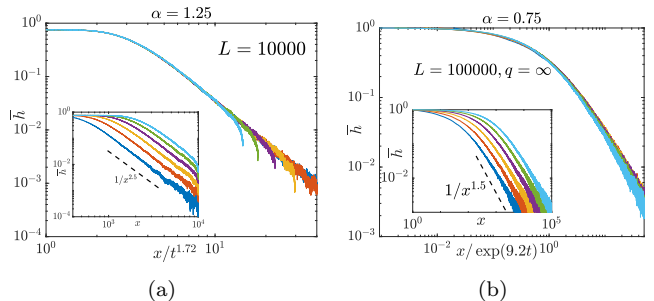 α = 1.25
L = 10000
10^0
10^-1
10^-2
10^-3
10^-4
h̅
10^0
10^-2
10^-4
h̅
1/x^2.5
10^3
x
10^4
10^0
10^1
x/t^1.72
(a)
α = 0.75
L = 100000, q = ∞
10^0
10^-1
10^-2
10^-3
h̅
10^0
10^-2
h̅
1/x^1.5
10^0
x
10^5
10^-2
10^0
x/ exp(9.2t)
(b)